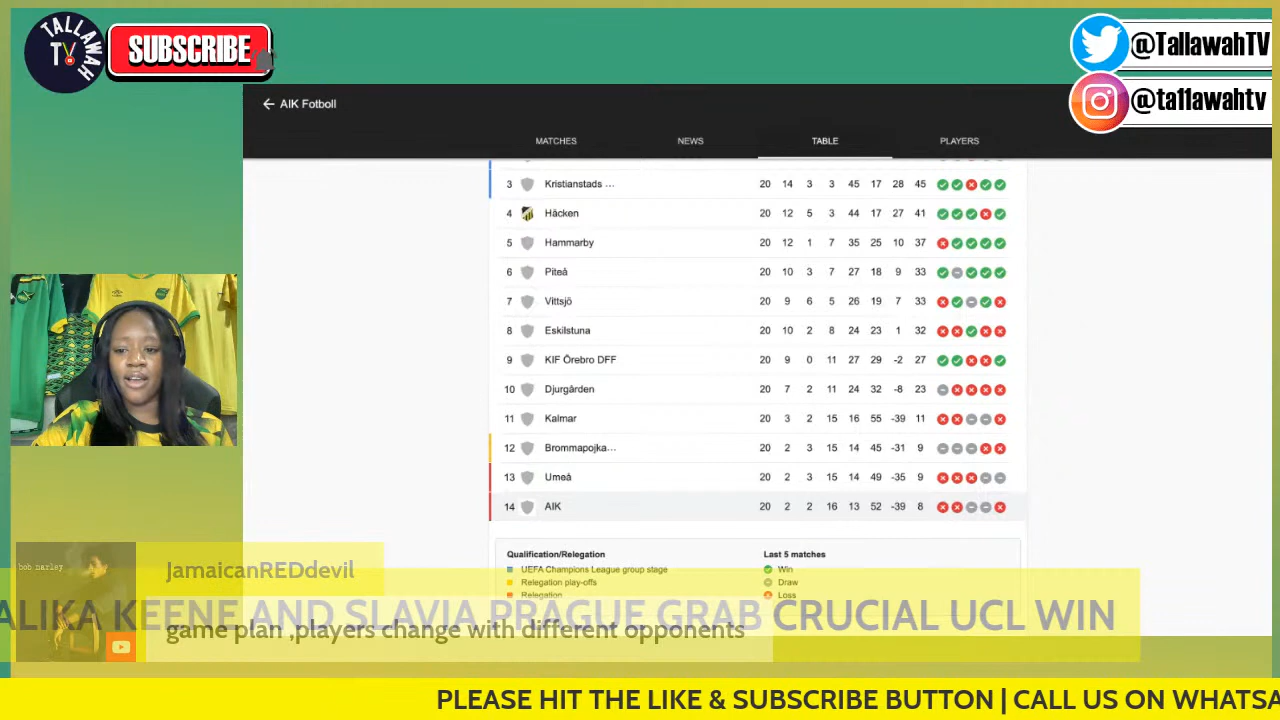 TALLAWAH
TV
SUBSCRIBE
@TallawahTV
@ta11awahtv
AIK Fotboll
MATCHES NEWS TABLE PLAYERS
3 Kristianstads ... 20 14 3 3 45 17 28 45
4 Häcken 20 12 5 3 44 17 27 41
5 Hammarby 20 12 1 7 35 25 10 37
6 Piteå 20 10 3 7 27 18 9 33
7 Vittsjö 20 9 6 5 26 19 7 33
8 Eskilstuna 20 10 2 8 24 23 1 32
9 KIF Örebro DFF 20 9 0 11 27 29 -2 27
10 Djurgården 20 7 2 11 24 32 -8 23
11 Kalmar 20 3 2 15 16 55 -39 11
12 Brommapojka... 20 2 3 15 14 45 -31 9
13 Umeå 20 2 3 15 14 49 -35 9
14 AIK 20 2 2 16 13 52 -39 8
Qualification/Relegation Last 5 matches
UEFA Champions League group stage Win
Relegation play-offs Draw
Relegation Loss
bob marley
JamaicanREDdevil
ALIKA KEENE AND SLAVIA PRAGUE GRAB CRUCIAL UCL WIN
game plan ,players change with different opponents
PLEASE HIT THE LIKE & SUBSCRIBE BUTTON | CALL US ON WHATSA